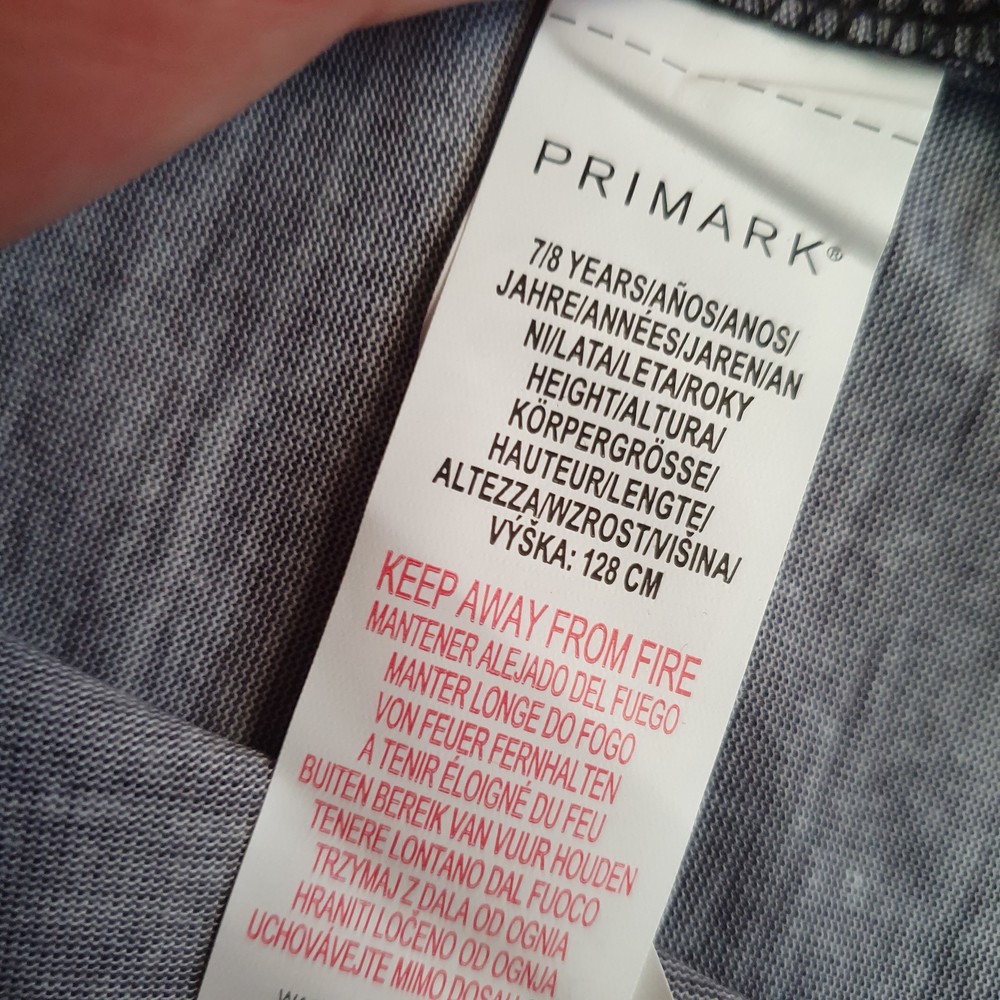 PRIMARK®
7/8 YEARS/AÑOS/ANOS/
JAHRE/ANNÉES/JAREN/AN
NI/LATA/LETA/ROKY
HEIGHT/ALTURA/
KÖRPERGRÖSSE/
HAUTEUR/LENGTE/
ALTEZZA/WZROST/VIŠINA/
VÝŠKA: 128 CM
KEEP AWAY FROM FIRE
MANTENER ALEJADO DEL FUEGO
MANTER LONGE DO FOGO
VON FEUER FERNHALTEN
A TENIR ÉLOIGNÉ DU FEU
BUITEN BEREIK VAN VUUR HOUDEN
TENERE LONTANO DAL FUOCO
TRZYMAJ Z DALA OD OGNIA
HRANITI LOČENO OD OGNJA
UCHOVÁVEJTE MIMO